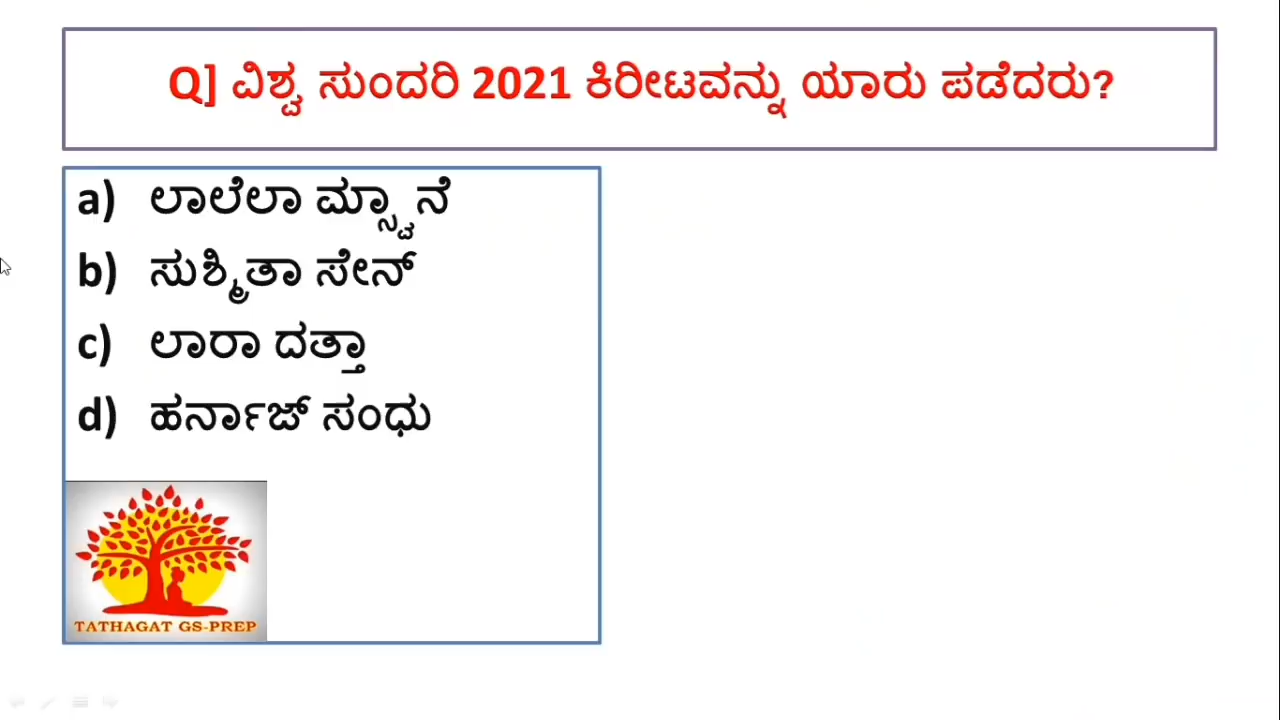 Q] ವಿಶ್ವ ಸುಂದರಿ 2021 ಕಿರೀಟವನ್ನು ಯಾರು ಪಡೆದರು?
a) ಲಾಲೆಲಾ ಮ್ಸ್ವಾನೆ
b) ಸುಶ್ಮಿತಾ ಸೇನ್
c) ಲಾರಾ ದತ್ತಾ
d) ಹರ್ನಾಜ್ ಸಂಧು
TATHAGAT GS-PREP